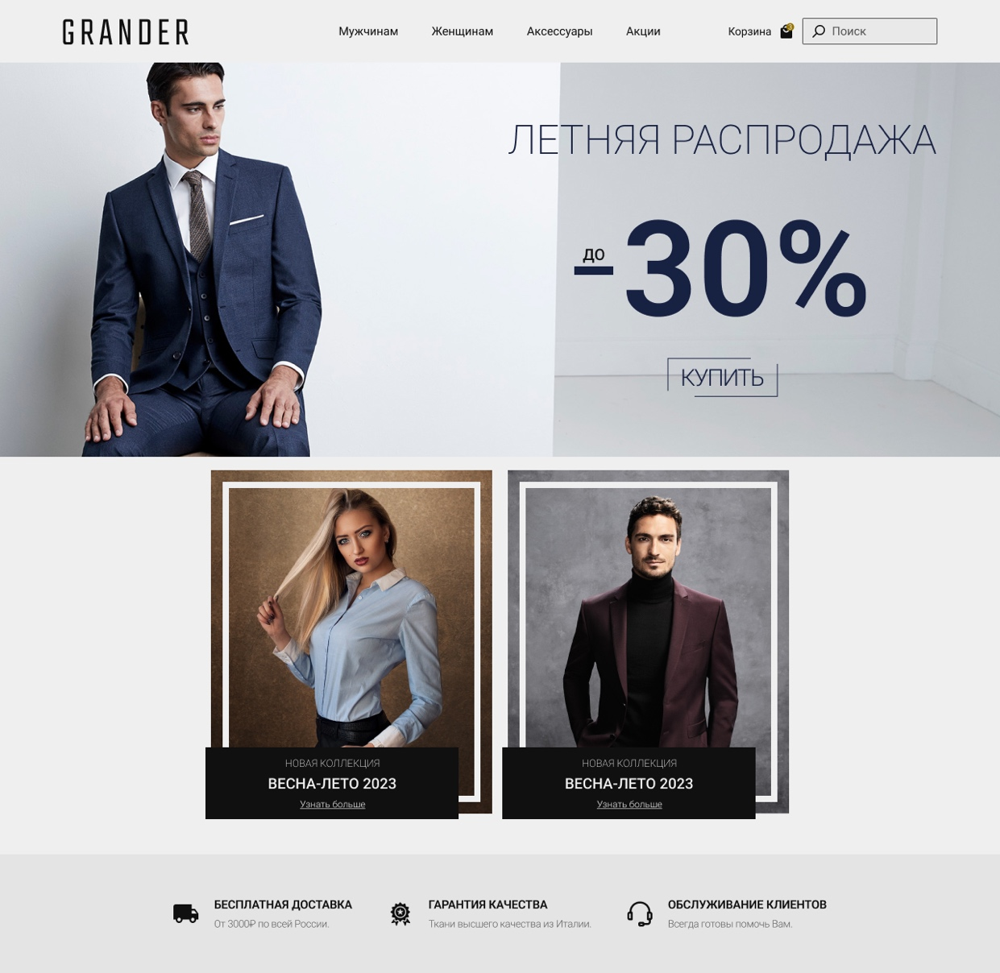 GRANDER
Мужчинам Женщинам Аксессуары Акции Корзина 3 Поиск
ЛЕТНЯЯ РАСПРОДАЖА
ДО
-30%
КУПИТЬ
НОВАЯ КОЛЛЕКЦИЯ
ВЕСНА-ЛЕТО 2023
Узнать больше
НОВАЯ КОЛЛЕКЦИЯ
ВЕСНА-ЛЕТО 2023
Узнать больше
БЕСПЛАТНАЯ ДОСТАВКА
От 3000₽ по всей России.
ГАРАНТИЯ КАЧЕСТВА
Ткани высшего качества из Италии.
ОБСЛУЖИВАНИЕ КЛИЕНТОВ
Всегда готовы помочь Вам.